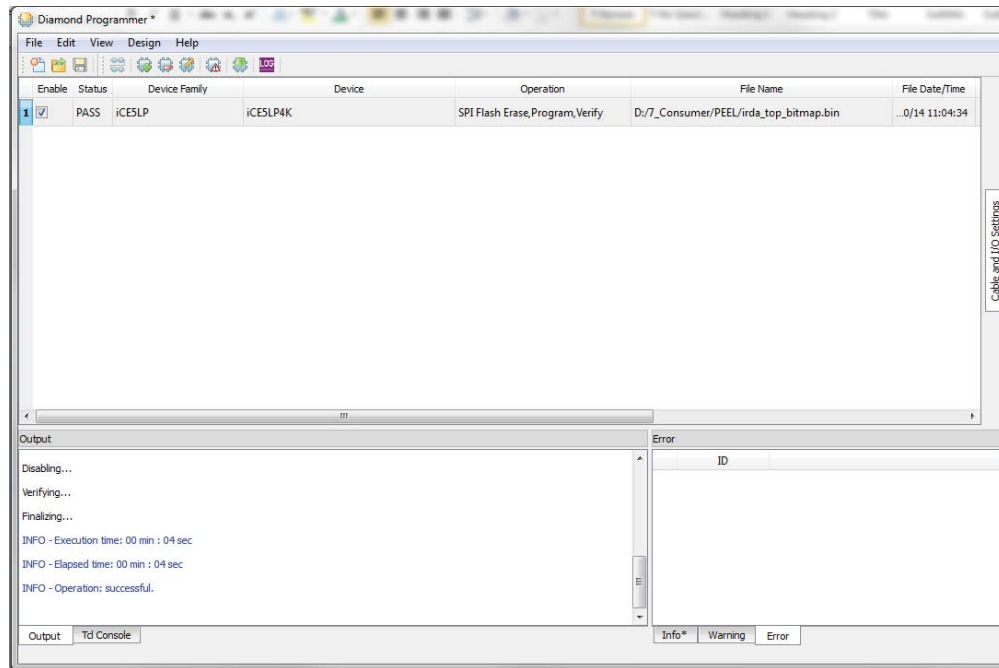 Diamond Programmer *
File Edit View Design Help
LOG
Enable Status Device Family Device Operation File Name File Date/Time
1 PASS iCE5LP iCE5LP4K SPI Flash Erase,Program,Verify D:/7_Consumer/PEEL/irda_top_bitmap.bin ...0/14 11:04:34
Cable and I/O Settings
Output Error
ID
Disabling...
Verifying...
Finalizing...
INFO - Execution time: 00 min : 04 sec
INFO - Elapsed time: 00 min : 04 sec
INFO - Operation: successful.
Output Tcl Console Info* Warning Error